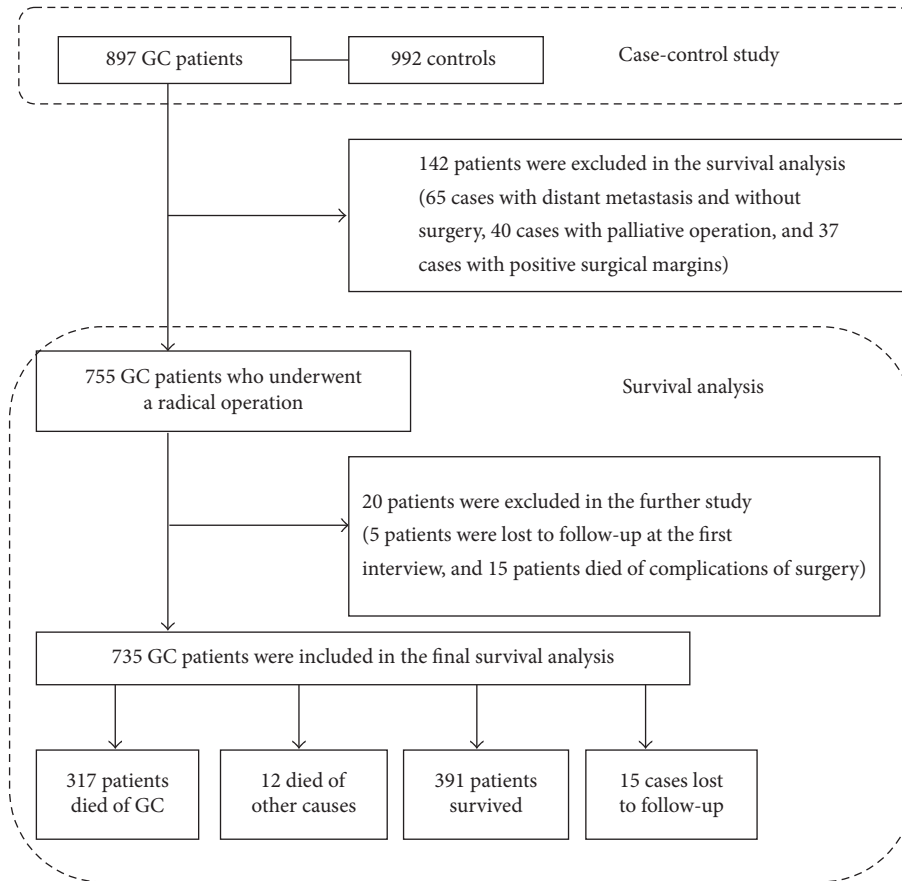 897 GC patients
992 controls
Case-control study
142 patients were excluded in the survival analysis
(65 cases with distant metastasis and without
surgery, 40 cases with palliative operation, and 37
cases with positive surgical margins)
755 GC patients who underwent
a radical operation
Survival analysis
20 patients were excluded in the further study
(5 patients were lost to follow-up at the first
interview, and 15 patients died of complications of surgery)
735 GC patients were included in the final survival analysis
317 patients
died of GC
12 died of
other causes
391 patients
survived
15 cases lost
to follow-up